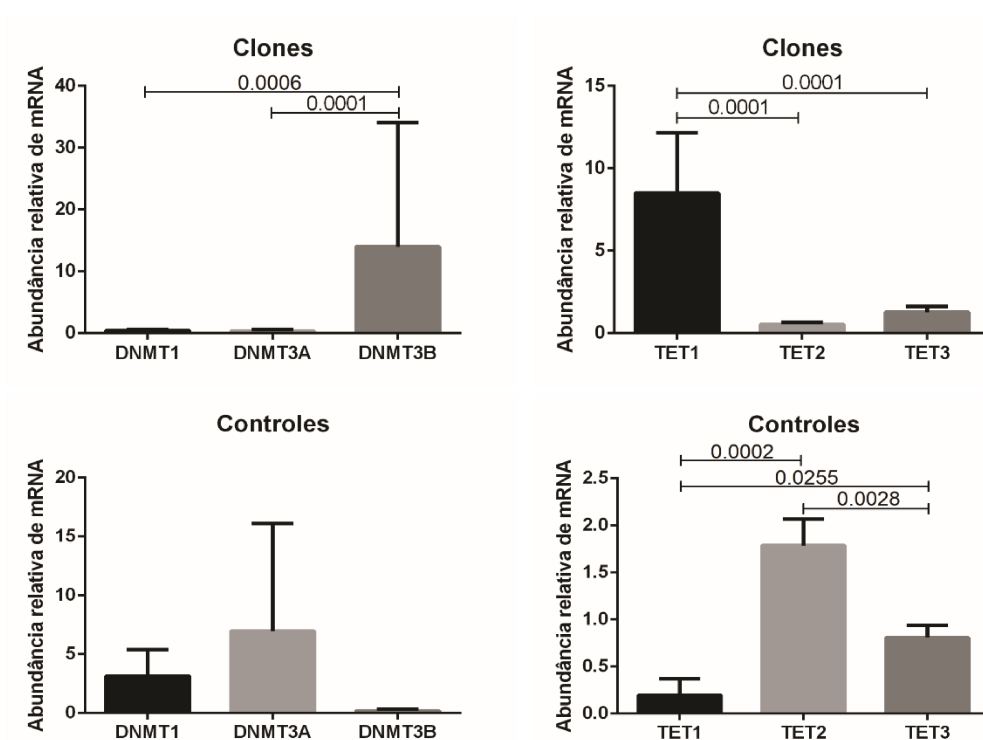 Clones
Abundância relativa de mRNA
40
30
20
10
0
0.0006
0.0001
DNMT1 DNMT3A DNMT3B
Clones
Abundância relativa de mRNA
15
10
5
0
0.0001
0.0001
TET1 TET2 TET3
Controles
Abundância relativa de mRNA
20
15
10
5
0
DNMT1 DNMT3A DNMT3B
Controles
Abundância relativa de mRNA
2.5
2.0
1.5
1.0
0.5
0.0
0.0002
0.0255
0.0028
TET1 TET2 TET3